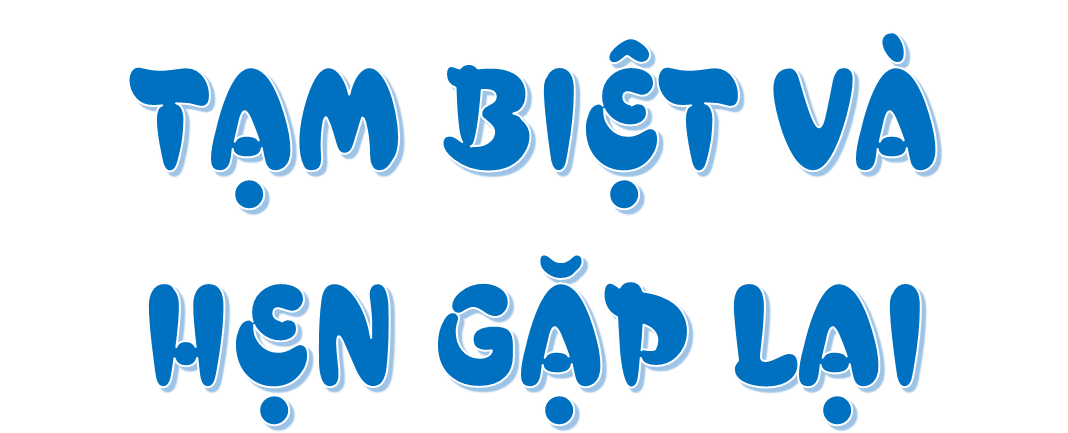 TẠM BIỆT VÀ
HẸN GẶP LẠI